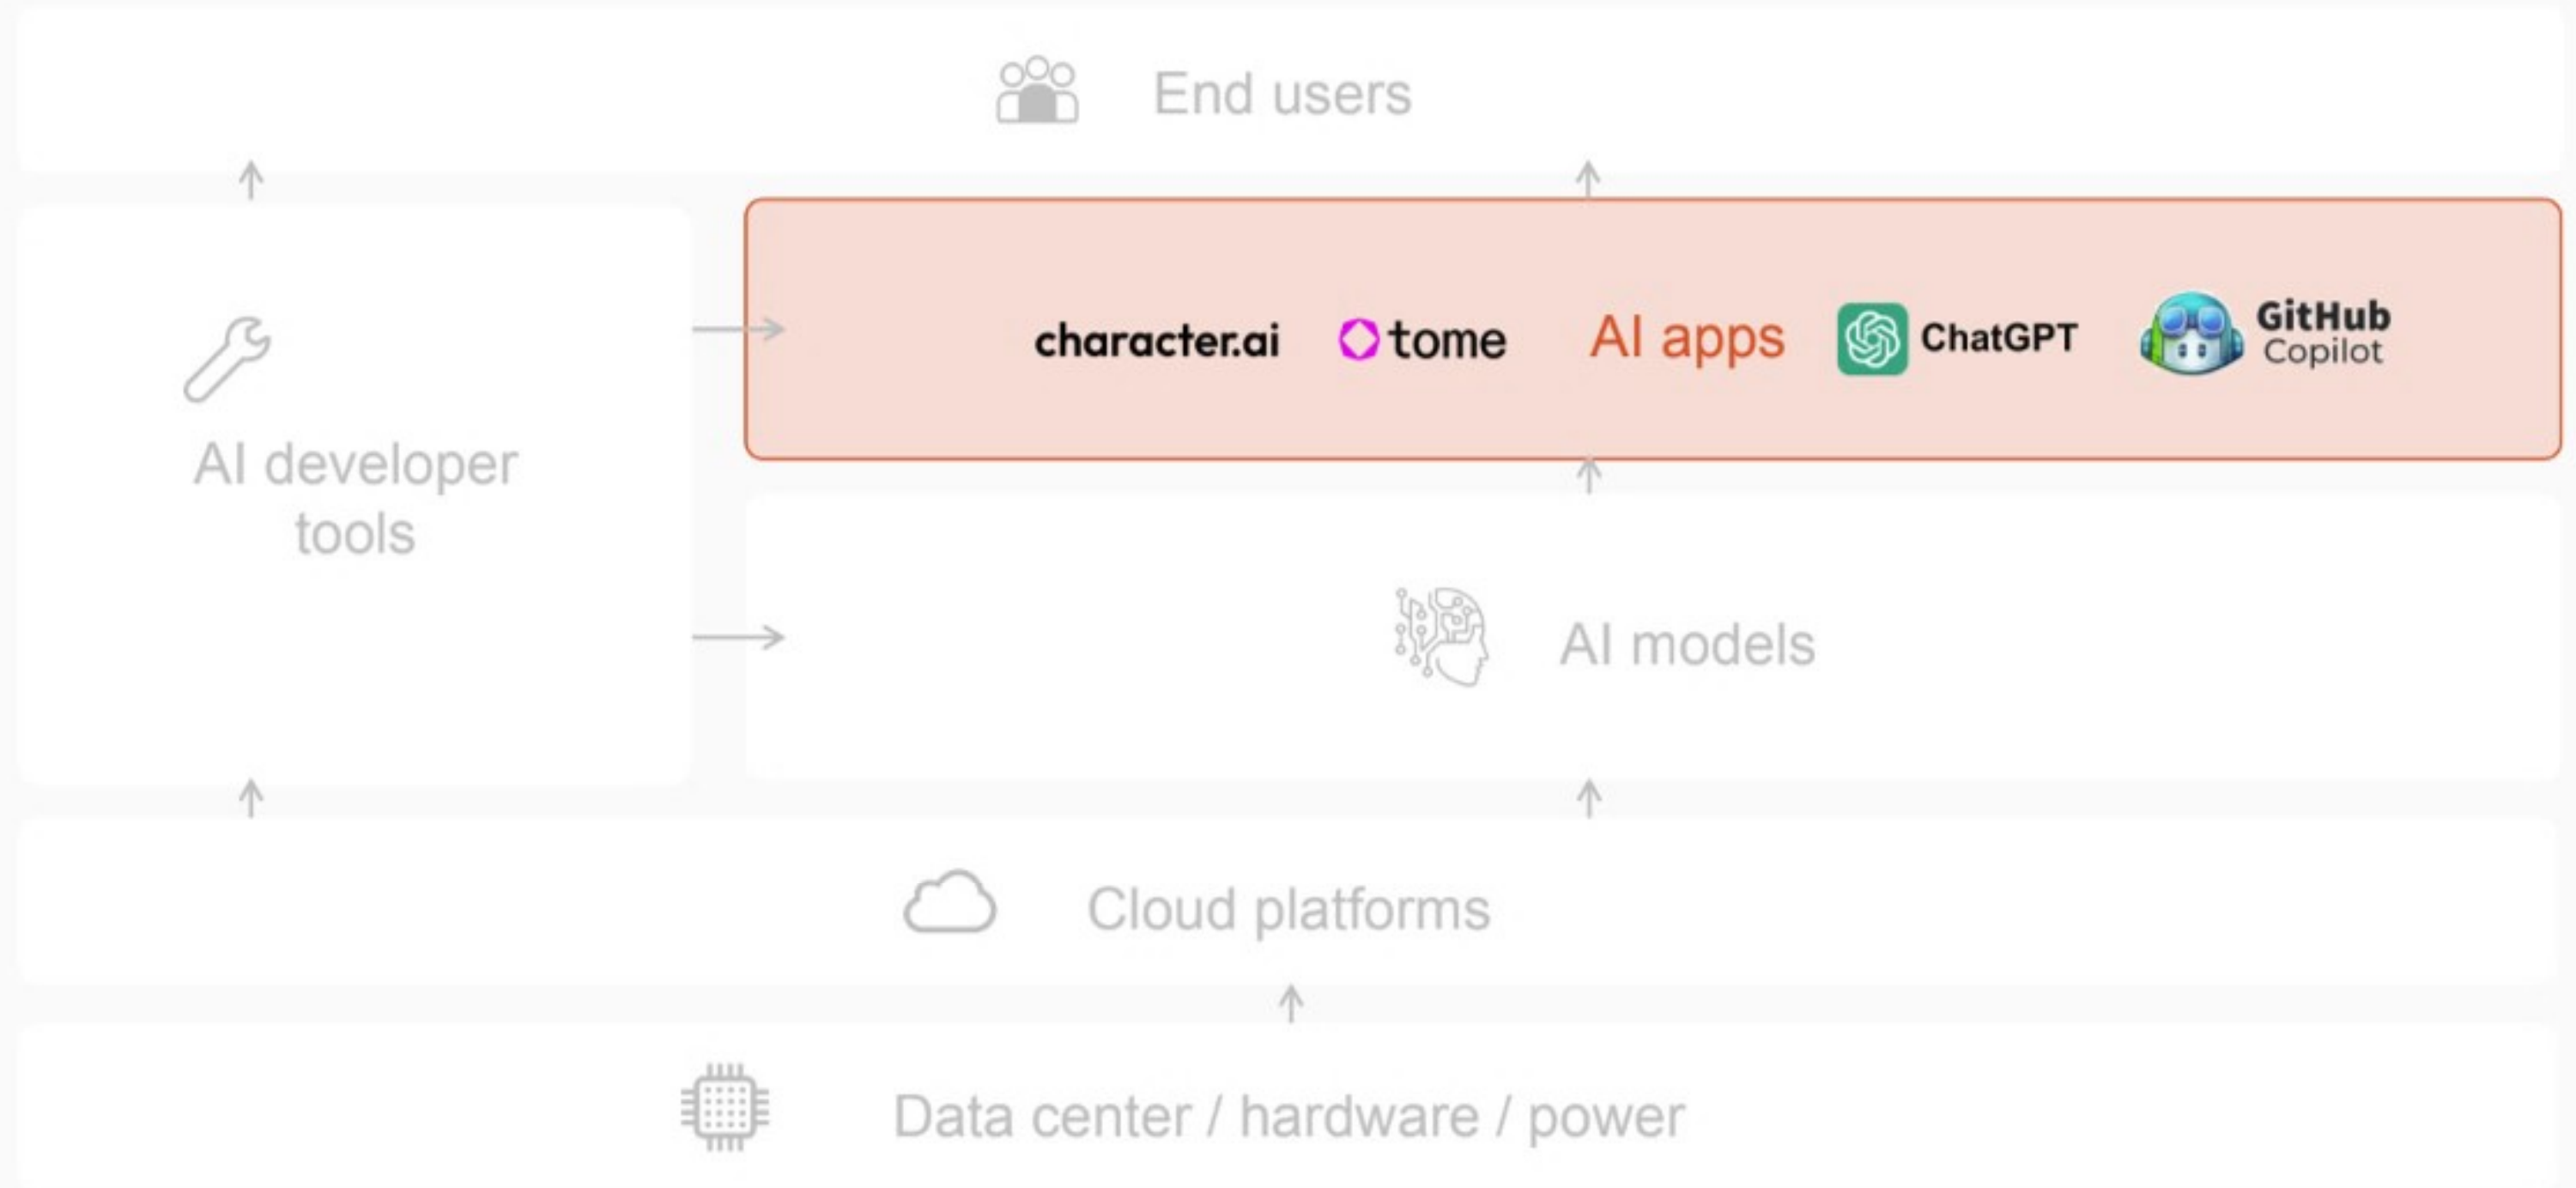 End users
character.ai
tome
AI apps
ChatGPT
GitHub
Copilot
AI developer
tools
AI models
Cloud platforms
Data center / hardware / power